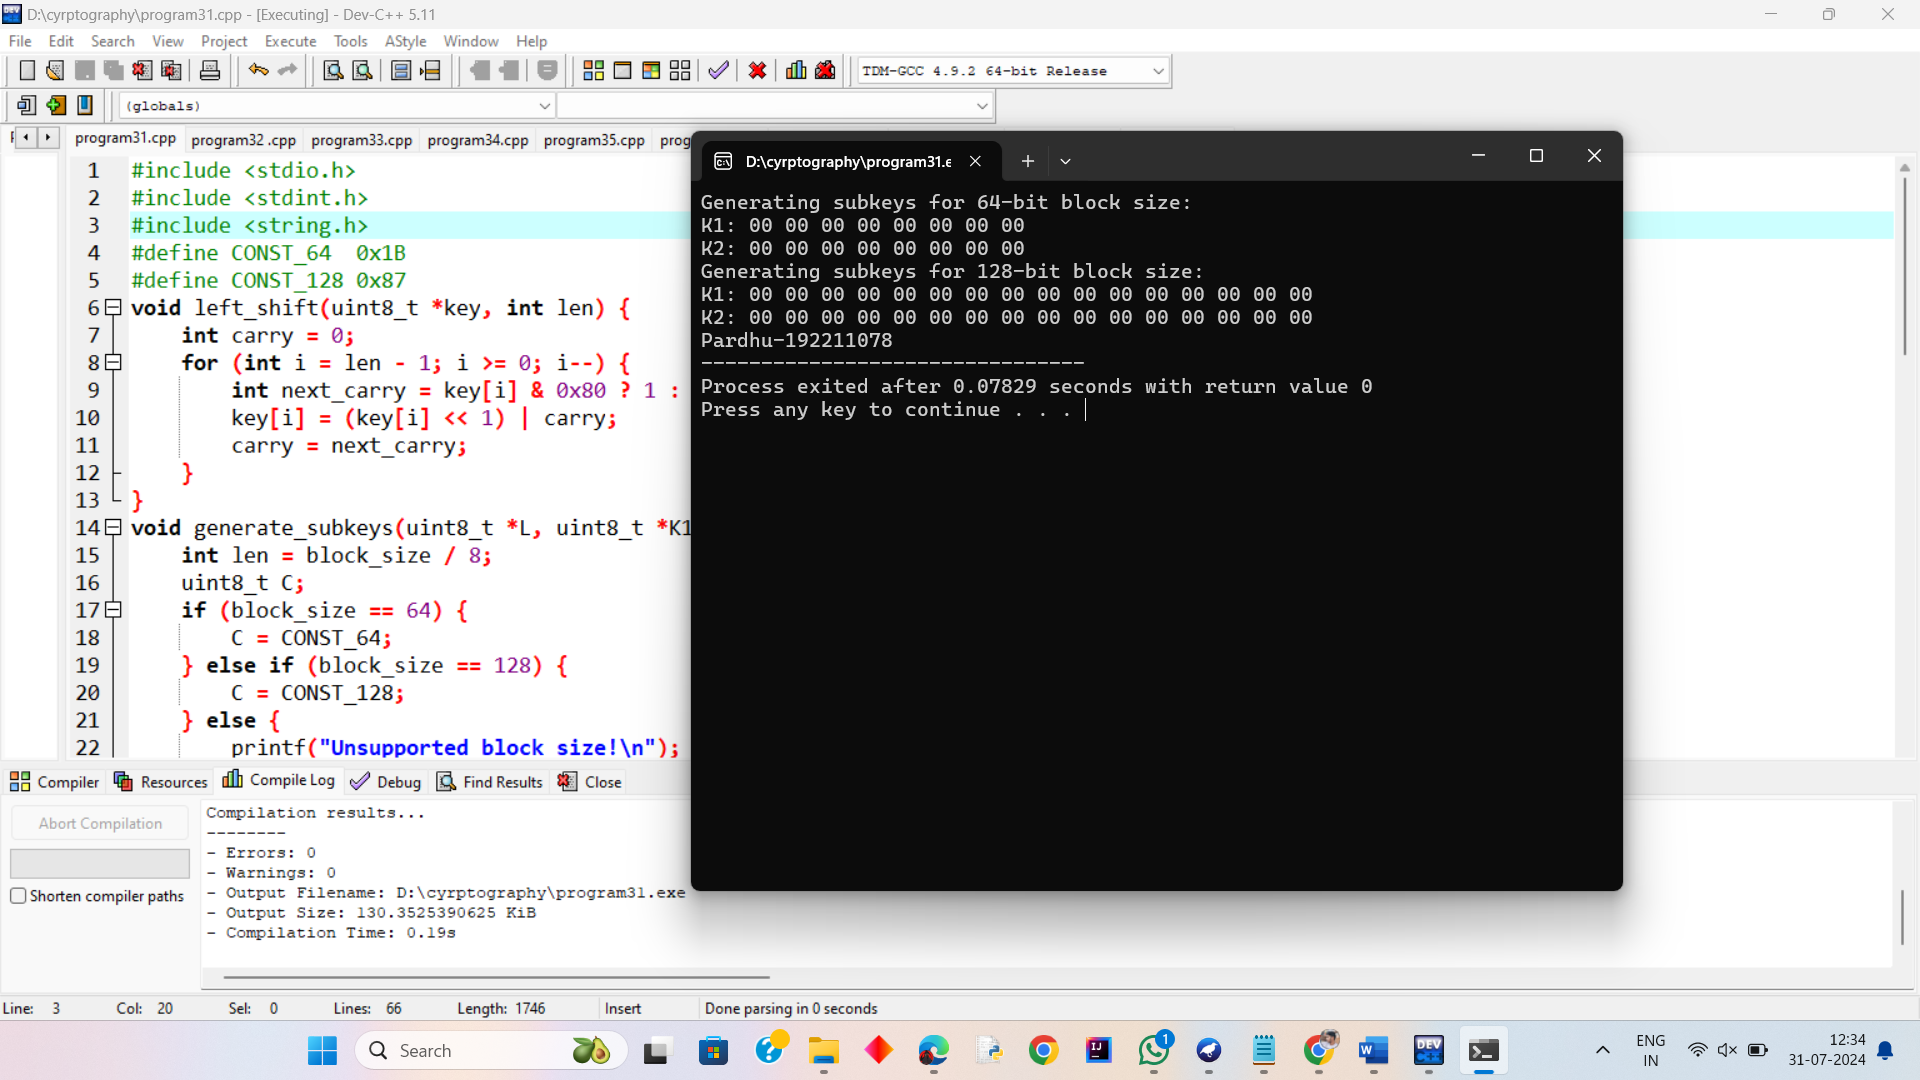 D:\cyrptography\program31.cpp - [Executing] - Dev-C++ 5.11
File Edit Search View Project Execute Tools AStyle Window Help
TDM-GCC 4.9.2 64-bit Release
(globals)
program31.cpp program32 .cpp program33.cpp program34.cpp program35.cpp prog
1 #include <stdio.h>
2 #include <stdint.h>
3 #include <string.h>
4 #define CONST_64  0x1B
5 #define CONST_128 0x87
6 void left_shift(uint8_t *key, int len) {
7 int carry = 0;
8 for (int i = len - 1; i >= 0; i--) {
9 int next_carry = key[i] & 0x80 ? 1 :
10 key[i] = (key[i] << 1) | carry;
11 carry = next_carry;
12 }
13 }
14 void generate_subkeys(uint8_t *L, uint8_t *K1
15 int len = block_size / 8;
16 uint8_t C;
17 if (block_size == 64) {
18 C = CONST_64;
19 } else if (block_size == 128) {
20 C = CONST_128;
21 } else {
22 printf("Unsupported block size!\n");
D:\cyrptography\program31.e
Generating subkeys for 64-bit block size:
K1: 00 00 00 00 00 00 00 00
K2: 00 00 00 00 00 00 00 00
Generating subkeys for 128-bit block size:
K1: 00 00 00 00 00 00 00 00 00 00 00 00 00 00 00 00
K2: 00 00 00 00 00 00 00 00 00 00 00 00 00 00 00 00
Pardhu-192211078
--------------------------------
Process exited after 0.07829 seconds with return value 0
Press any key to continue . . .
Compiler Resources Compile Log Debug Find Results Close
Abort Compilation
Shorten compiler paths
Compilation results...
--------
- Errors: 0
- Warnings: 0
- Output Filename: D:\cyrptography\program31.exe
- Output Size: 130.3525390625 KiB
- Compilation Time: 0.19s
Line: 3 Col: 20 Sel: 0 Lines: 66 Length: 1746 Insert Done parsing in 0 seconds
Search
1
DEV
ENG
IN
12:34
31-07-2024